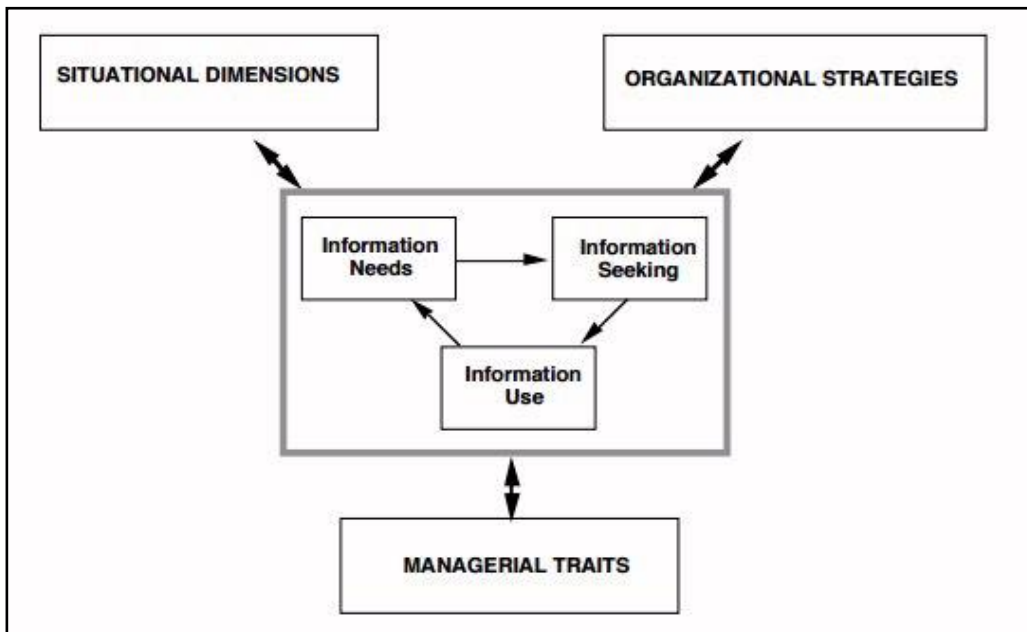 SITUATIONAL DIMENSIONS
ORGANIZATIONAL STRATEGIES
Information
Needs
Information
Seeking
Information
Use
MANAGERIAL TRAITS